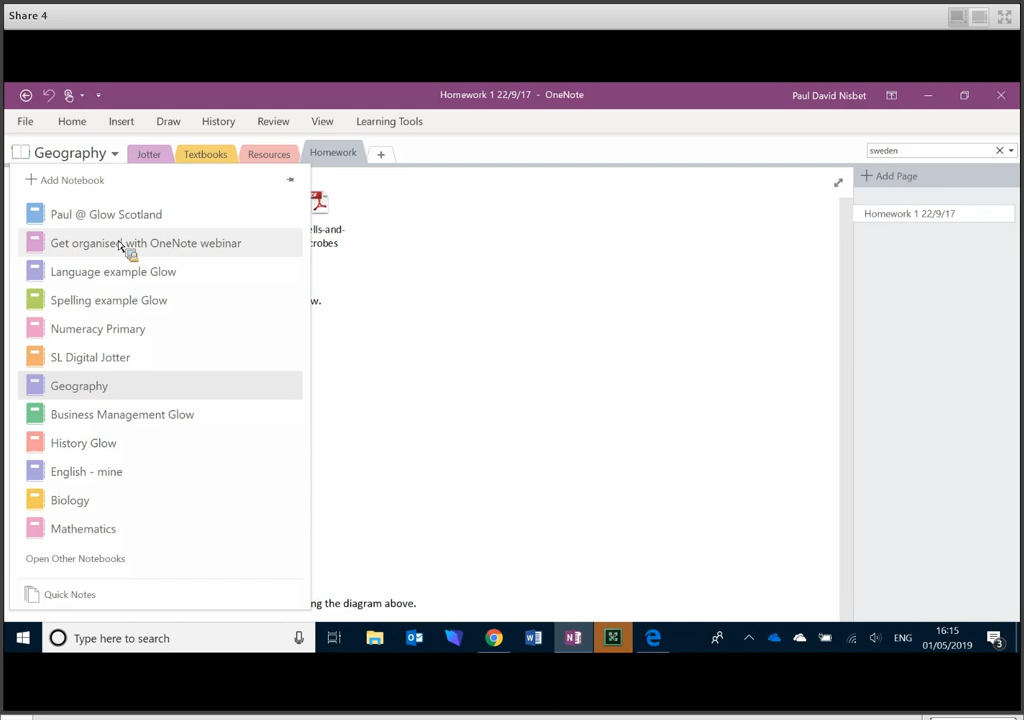 Share 4
Homework 1 22/9/17 - OneNote
Paul David Nisbet
File Home Insert Draw History Review View Learning Tools
Geography Jotter Textbooks Resources Homework
sweden
Add Notebook
Add Page
Paul @ Glow Scotland
Homework 1 22/9/17
ells-and-
crobes
Get organised with OneNote webinar
Language example Glow
Spelling example Glow
w.
Numeracy Primary
SL Digital Jotter
Geography
Business Management Glow
History Glow
English - mine
Biology
Mathematics
Open Other Notebooks
Quick Notes
ng the diagram above.
Type here to search
ENG
16:15
01/05/2019
3